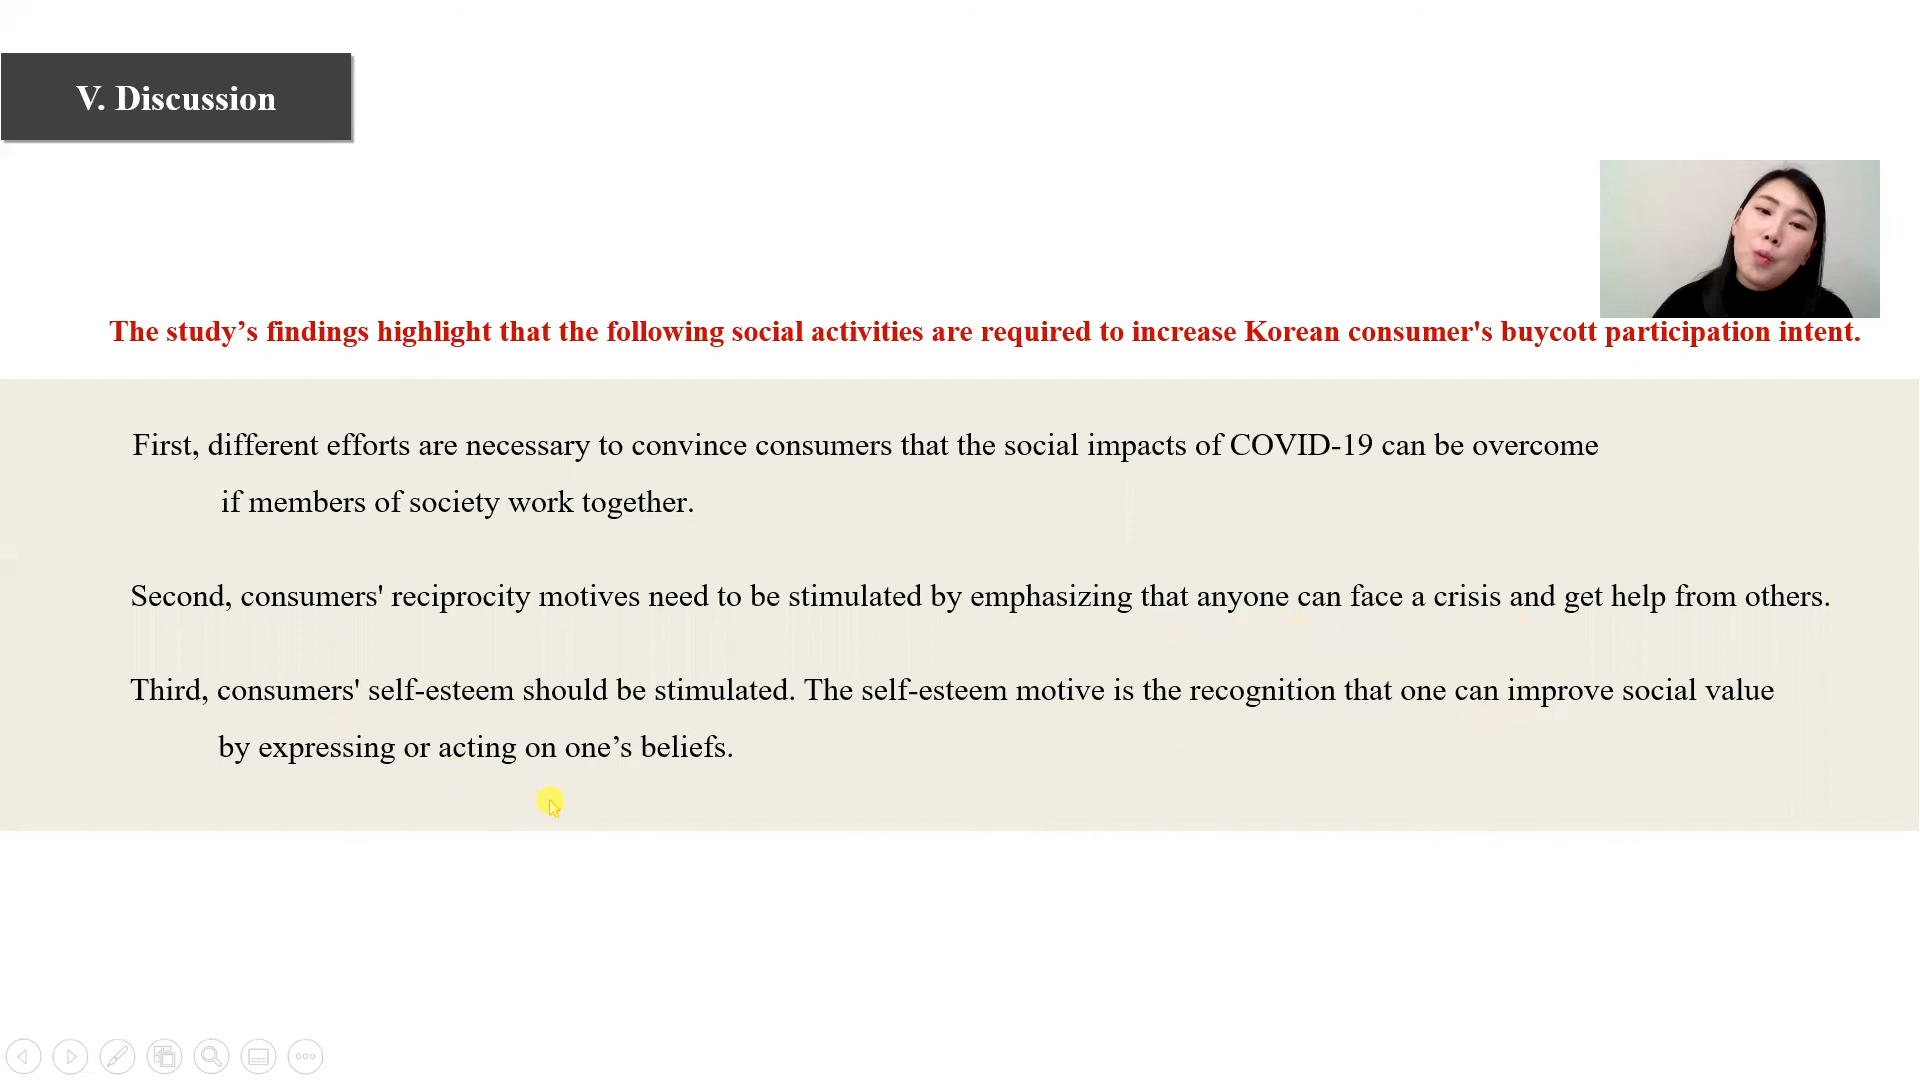 V. Discussion
The study’s findings highlight that the following social activities are required to increase Korean consumer's buycott participation intent.
First, different efforts are necessary to convince consumers that the social impacts of COVID-19 can be overcome
if members of society work together.
Second, consumers' reciprocity motives need to be stimulated by emphasizing that anyone can face a crisis and get help from others.
Third, consumers' self-esteem should be stimulated. The self-esteem motive is the recognition that one can improve social value
by expressing or acting on one’s beliefs.